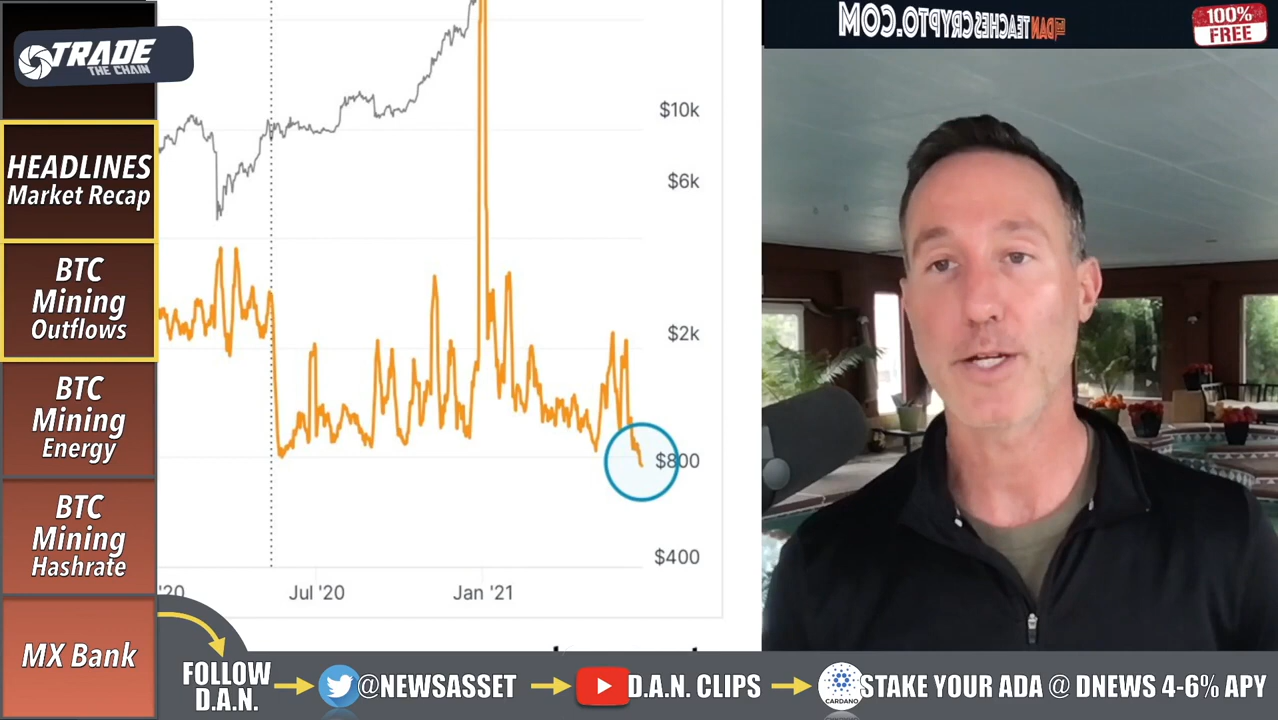 TRADE
THE CHAIN
HEADLINES
Market Recap
BTC
Mining
Outflows
BTC
Mining
Energy
BTC
Mining
Hashrate
MX Bank
$10k
$6k
$2k
$800
$400
'20
Jul '20
Jan '21
DANTEACHESCRYPTO.COM
100%
FREE
FOLLOW
D.A.N.
@NEWSASSET
D.A.N. CLIPS
CARDANO
STAKE YOUR ADA @ DNEWS 4-6% APY